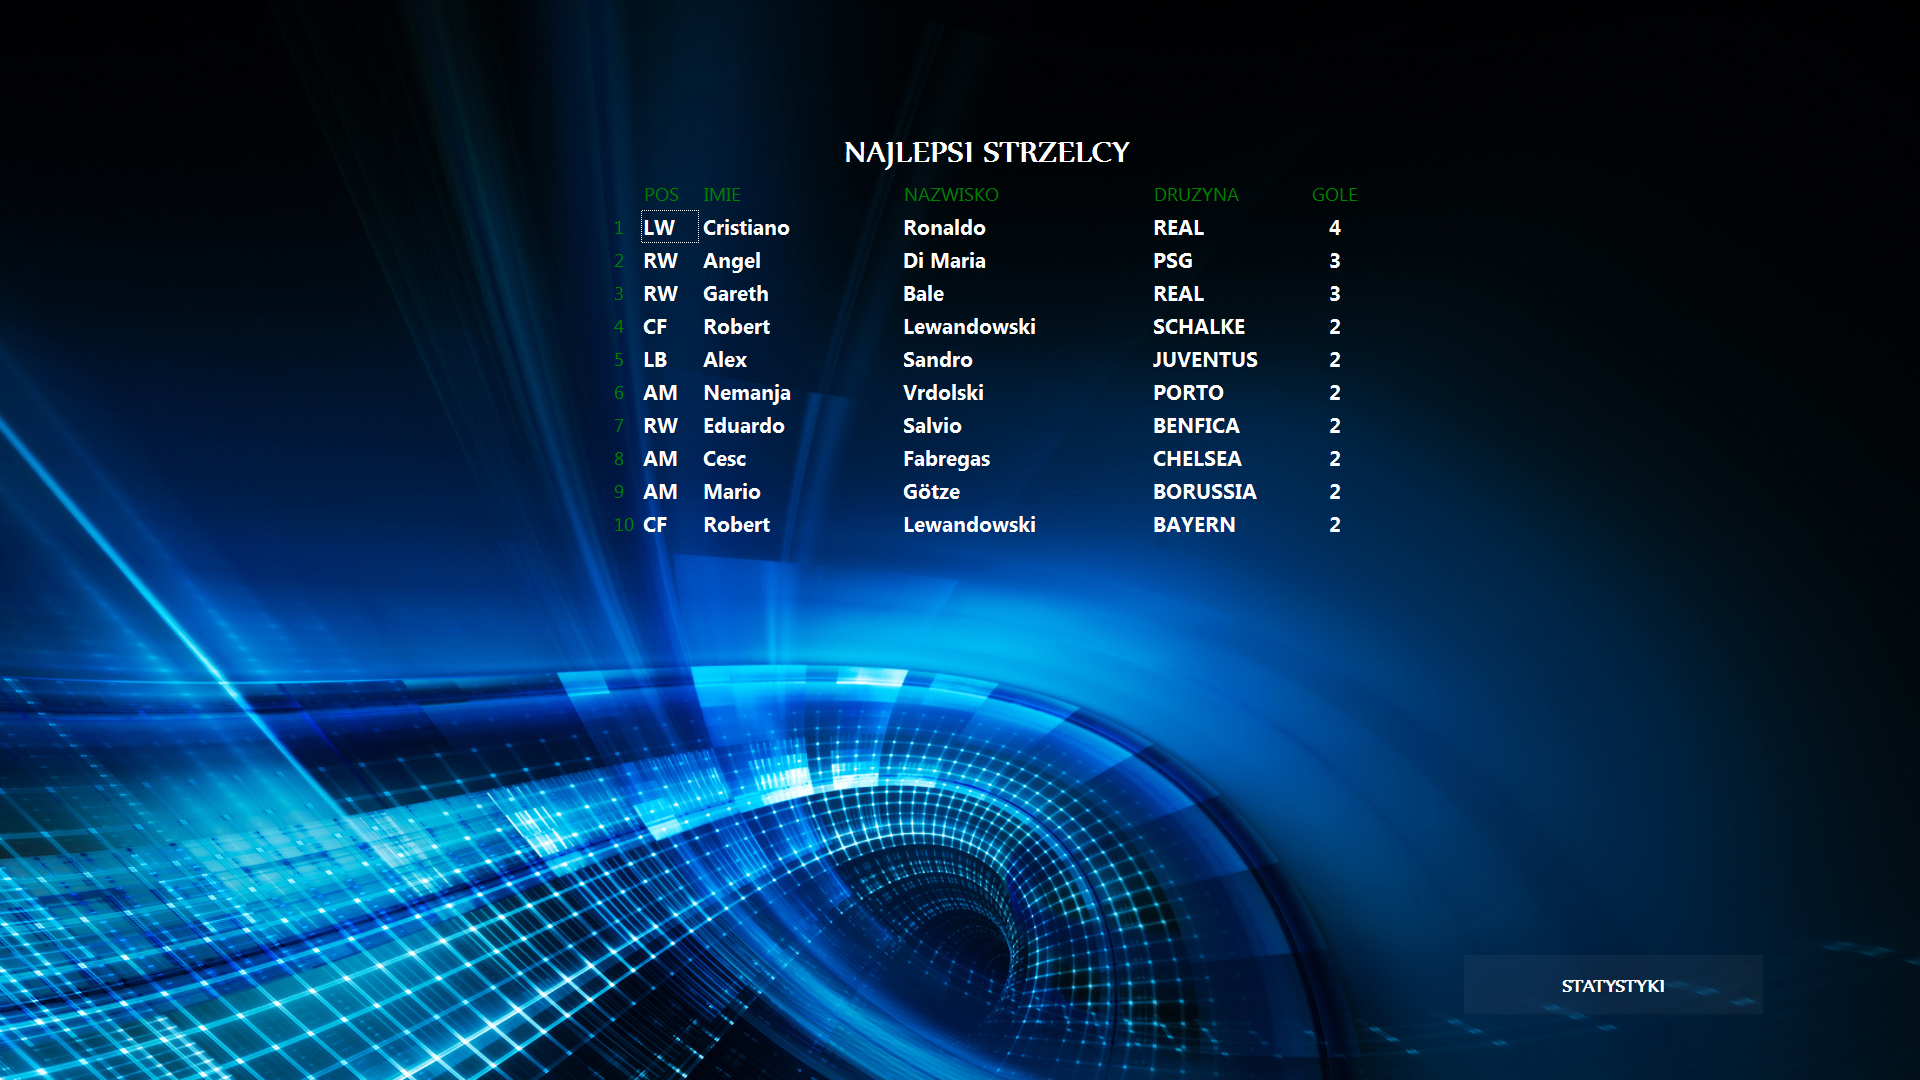 NAJLEPSI STRZELCY
POS IMIE NAZWISKO DRUZYNA GOLE
1 LW Cristiano Ronaldo REAL 4
2 RW Angel Di Maria PSG 3
3 RW Gareth Bale REAL 3
4 CF Robert Lewandowski SCHALKE 2
5 LB Alex Sandro JUVENTUS 2
6 AM Nemanja Vrdolski PORTO 2
7 RW Eduardo Salvio BENFICA 2
8 AM Cesc Fabregas CHELSEA 2
9 AM Mario Götze BORUSSIA 2
10 CF Robert Lewandowski BAYERN 2
STATYSTYKI